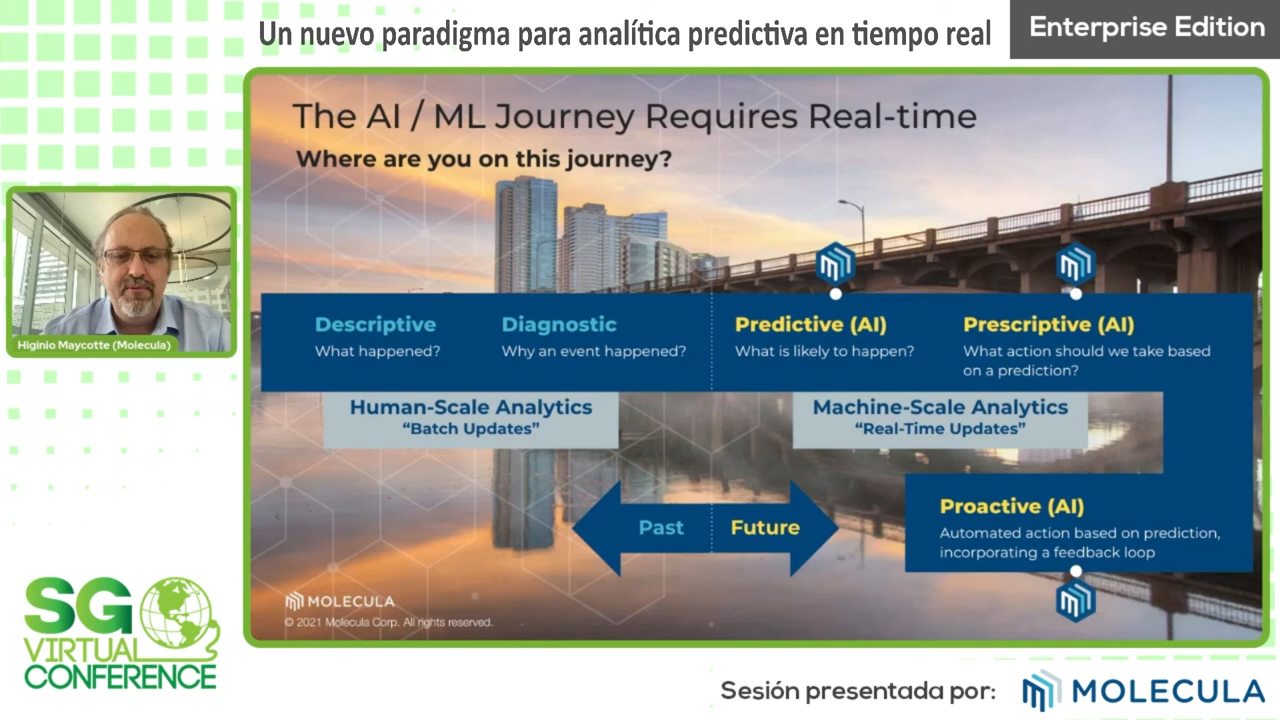 Un nuevo paradigma para analítica predictiva en tiempo real
Enterprise Edition
The AI / ML Journey Requires Real-time
Where are you on this journey?
Higinio Maycotte (Molecula)
Descriptive
What happened?
Diagnostic
Why an event happened?
Predictive (AI)
What is likely to happen?
Prescriptive (AI)
What action should we take based
on a prediction?
Human-Scale Analytics
“Batch Updates”
Machine-Scale Analytics
“Real-Time Updates”
Past
Future
Proactive (AI)
Automated action based on prediction,
incorporating a feedback loop
MOLECULA
© 2021 Molecula Corp. All rights reserved.
SG
VIRTUAL
CONFERENCE
Sesión presentada por:
MOLECULA